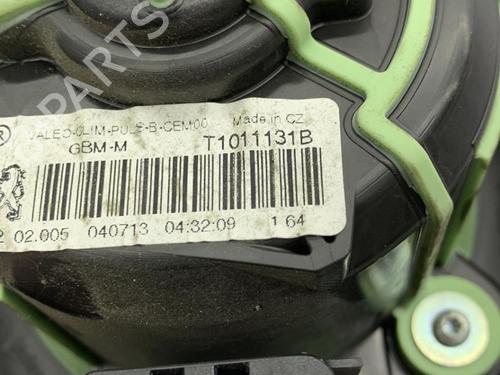 VALEO-CLIM-PULS-B-CEM00 Made in CZ
GBM-M T1011131B
02.005 040713 04:32:09 1 64
B-PARTS